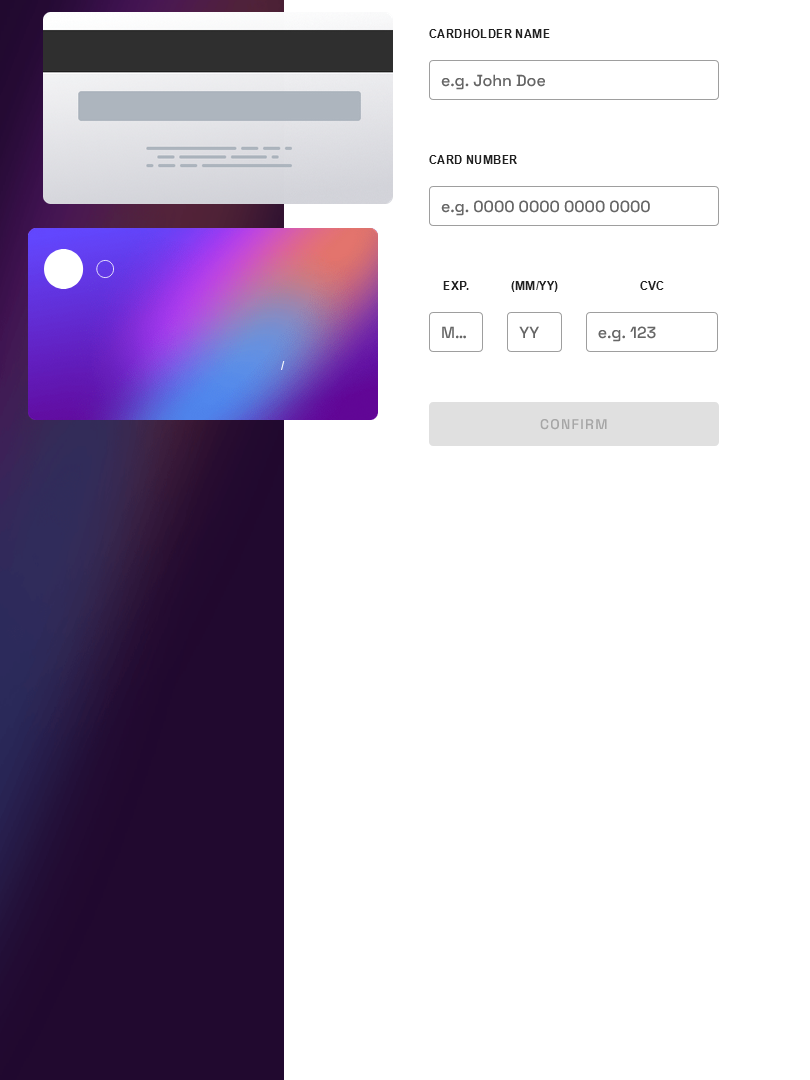 CARDHOLDER NAME
e.g. John Doe
CARD NUMBER
e.g. 0000 0000 0000 0000
EXP. (MM/YY) CVC
M... YY e.g. 123
/
CONFIRM